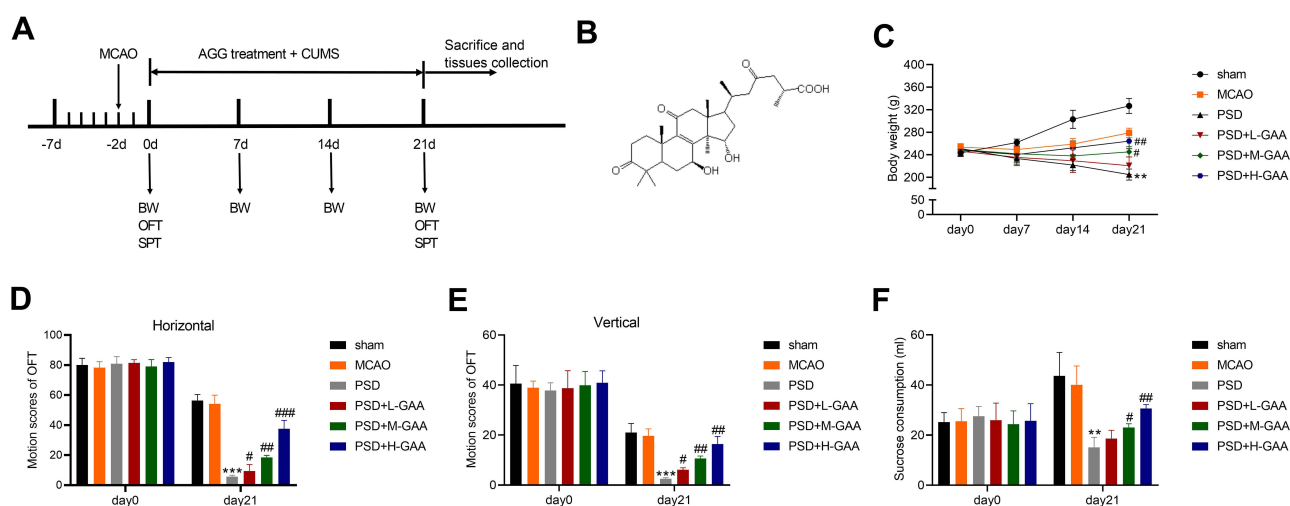 A
MCAO
AGG treatment + CUMS
Sacrifice and
tissues collection
-7d
-2d
0d
7d
14d
21d
BW
OFT
SPT
BW
BW
BW
OFT
SPT
B
O
O
COOH
O
OH
OH
C
Body weight (g)
400
360
320
280
240
200
50
0
day0
day7
day14
day21
##
#
**
sham
MCAO
PSD
PSD+L-GAA
PSD+M-GAA
PSD+H-GAA
D
Horizontal
Motion scores of OFT
100
80
60
40
20
0
day0
day21
***
#
##
###
sham
MCAO
PSD
PSD+L-GAA
PSD+M-GAA
PSD+H-GAA
E
Vertical
Motion scores of OFT
60
40
20
0
day0
day21
***
#
##
##
sham
MCAO
PSD
PSD+L-GAA
PSD+M-GAA
PSD+H-GAA
F
Sucrose consumption (ml)
60
40
20
0
day0
day21
**
#
##
sham
MCAO
PSD
PSD+L-GAA
PSD+M-GAA
PSD+H-GAA